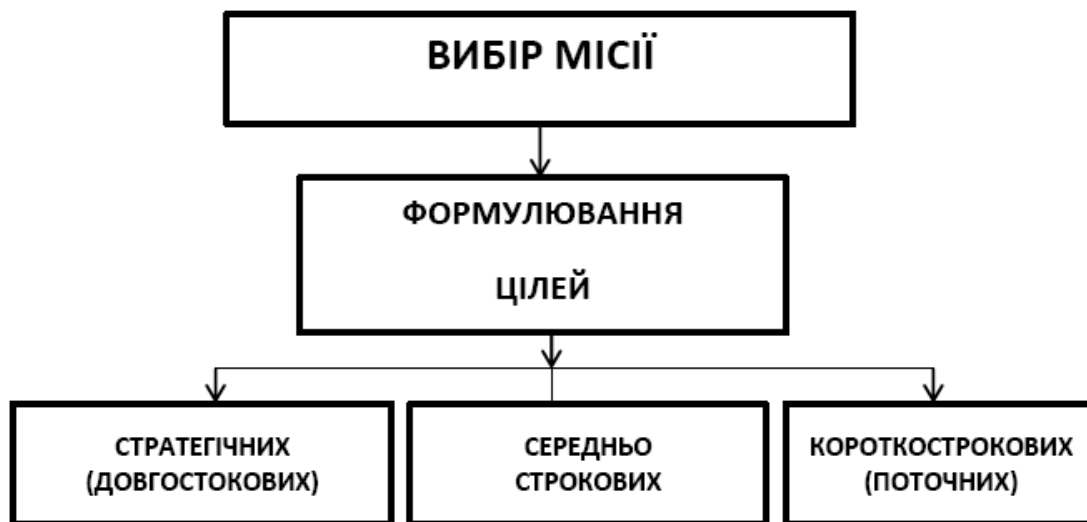 ВИБІР МІСІЇ
ФОРМУЛЮВАННЯ
ЦІЛЕЙ
СТРАТЕГІЧНИХ
(ДОВГОСТОКОВИХ)
СЕРЕДНЬО
СТРОКОВИХ
КОРОТКОСТРОКОВИХ
(ПОТОЧНИХ)